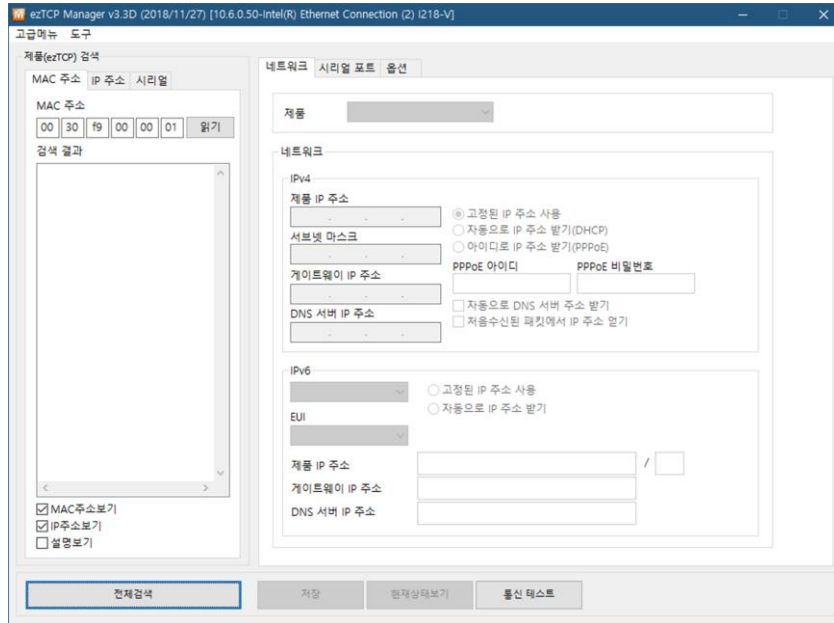 ezTCP Manager v3.3D (2018/11/27) [10.6.0.50-Intel(R) Ethernet Connection (2) I218-V]
고급메뉴 도구
제품(ezTCP) 검색
MAC 주소 IP 주소 시리얼
MAC 주소
00 30 f9 00 00 01 읽기
검색 결과
MAC주소보기
IP주소보기
설명보기
네트워크 시리얼 포트 옵션
제품
네트워크
IPv4
제품 IP 주소
고정된 IP 주소 사용
자동으로 IP 주소 받기(DHCP)
서브넷 마스크
아이디로 IP 주소 받기(PPPoE)
PPPoE 아이디 PPPoE 비밀번호
게이트웨이 IP 주소
자동으로 DNS 서버 주소 받기
DNS 서버 IP 주소
처음수신된 패킷에서 IP 주소 얻기
IPv6
고정된 IP 주소 사용
자동으로 IP 주소 받기
EUI
제품 IP 주소 /
게이트웨이 IP 주소
DNS 서버 IP 주소
전체검색 저장 현재상태보기 통신 테스트